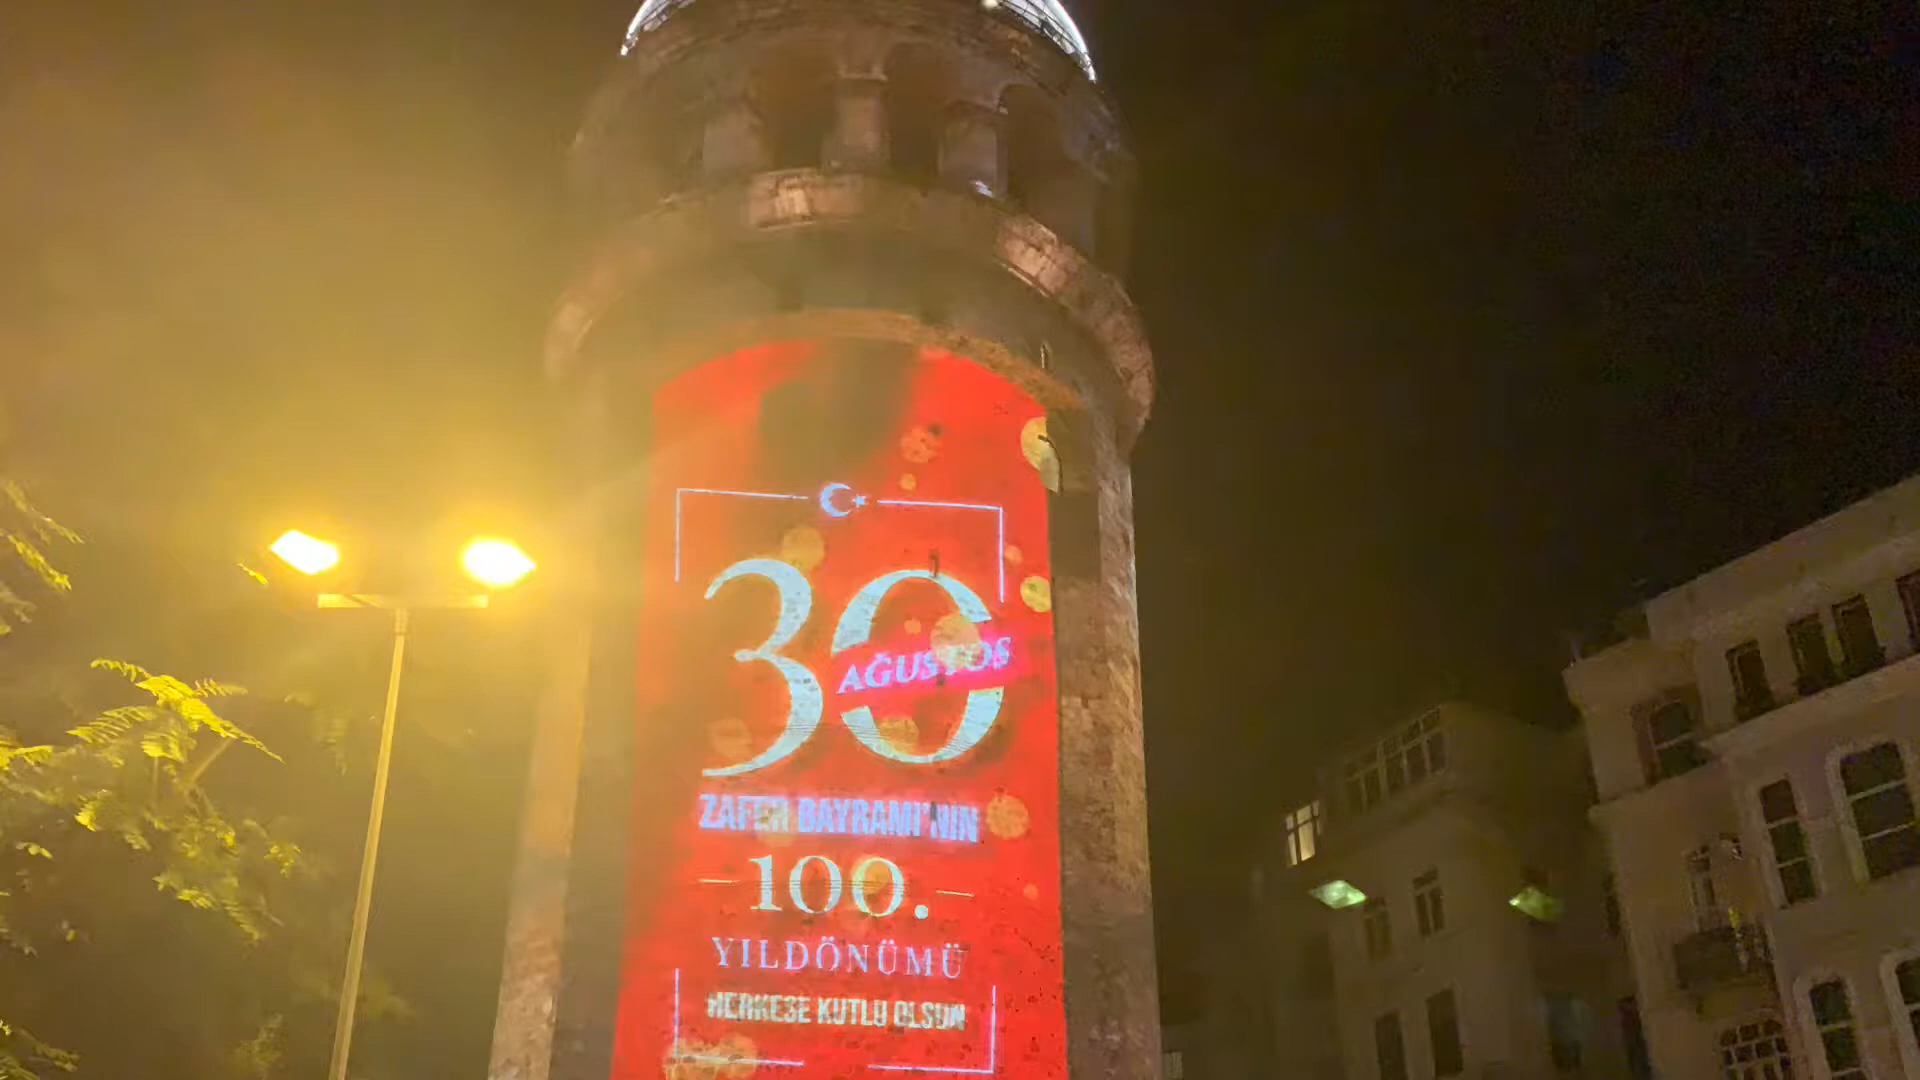 30
AĞUSTOS
ZAFER BAYRAMI'NIN
100.
YILDÖNÜMÜ
HERKESE KUTLU OLSUN